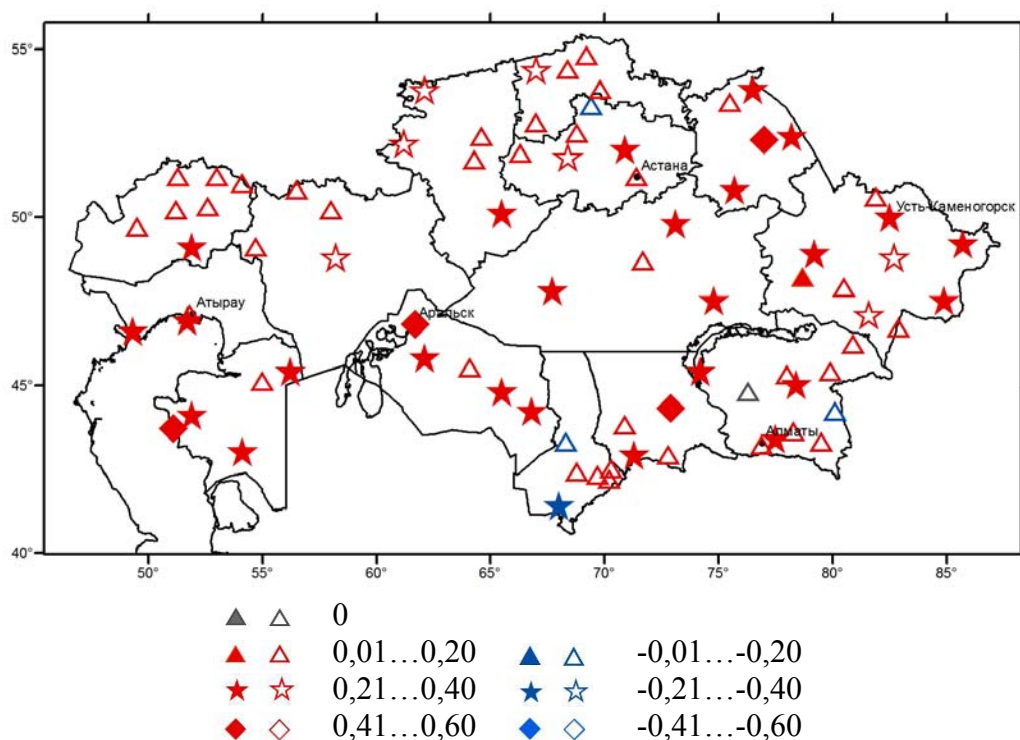 55°
50°
45°
40°
Астана
Усть-Каменогорск
Атырау
Аральск
Алматы
50° 55° 60° 65° 70° 75° 80° 85°
0
0,01…0,20 -0,01…-0,20
0,21…0,40 -0,21…-0,40
0,41…0,60 -0,41…-0,60